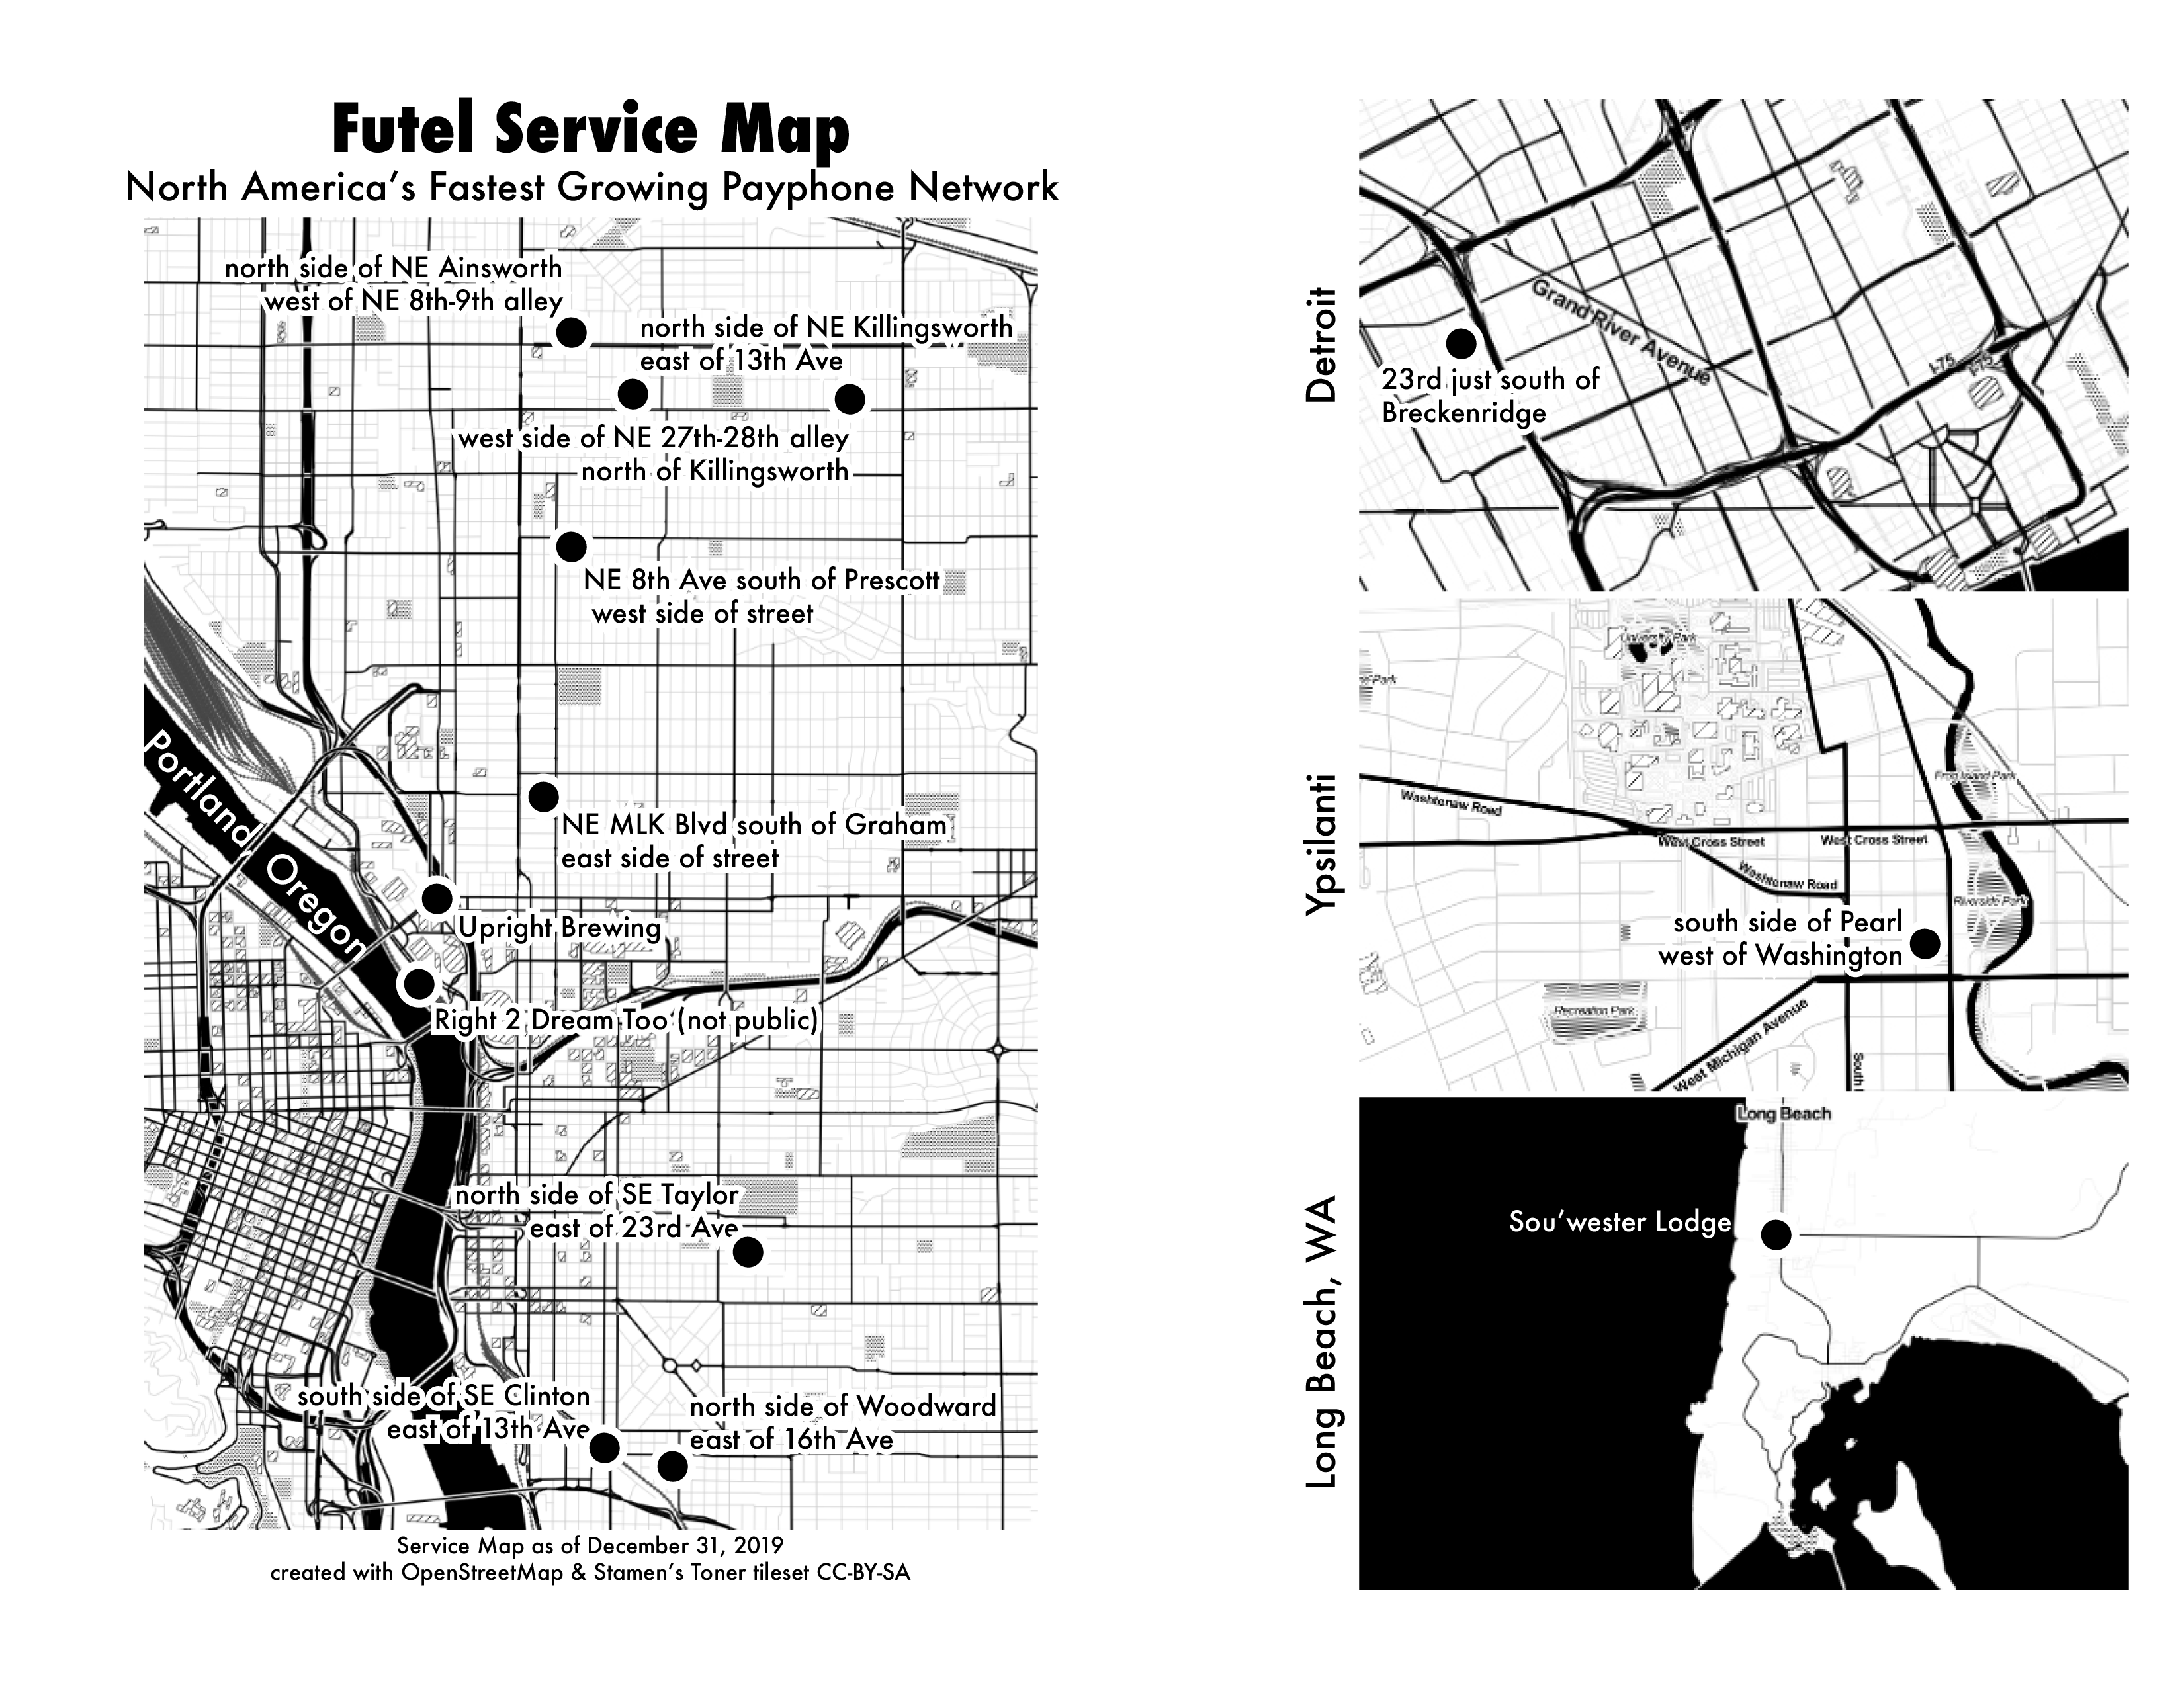 Futel Service Map
North America's Fastest Growing Payphone Network
north side of NE Ainsworth
west of NE 8th-9th alley
north side of NE Killingsworth
east of 13th Ave
west side of NE 27th-28th alley
north of Killingsworth
NE 8th Ave south of Prescott
west side of street
Portland Oregon
NE MLK Blvd south of Graham
east side of street
Upright Brewing
Right 2 Dream Too (not public)
north side of SE Taylor
east of 23rd Ave
south side of SE Clinton
east of 13th Ave
north side of Woodward
east of 16th Ave
Service Map as of December 31, 2019
created with OpenStreetMap & Stamen's Toner tileset CC-BY-SA
Detroit
Grand River Avenue
I-75
I-75
23rd just south of
Breckenridge
Ypsilanti
University Park
Park
Frog Island Park
Washtenaw Road
West Cross Street
West Cross Street
Washtenaw Road
Riverside Park
south side of Pearl
west of Washington
Recreation Park
West Michigan Avenue
South
Long Beach, WA
Long Beach
Sou'wester Lodge